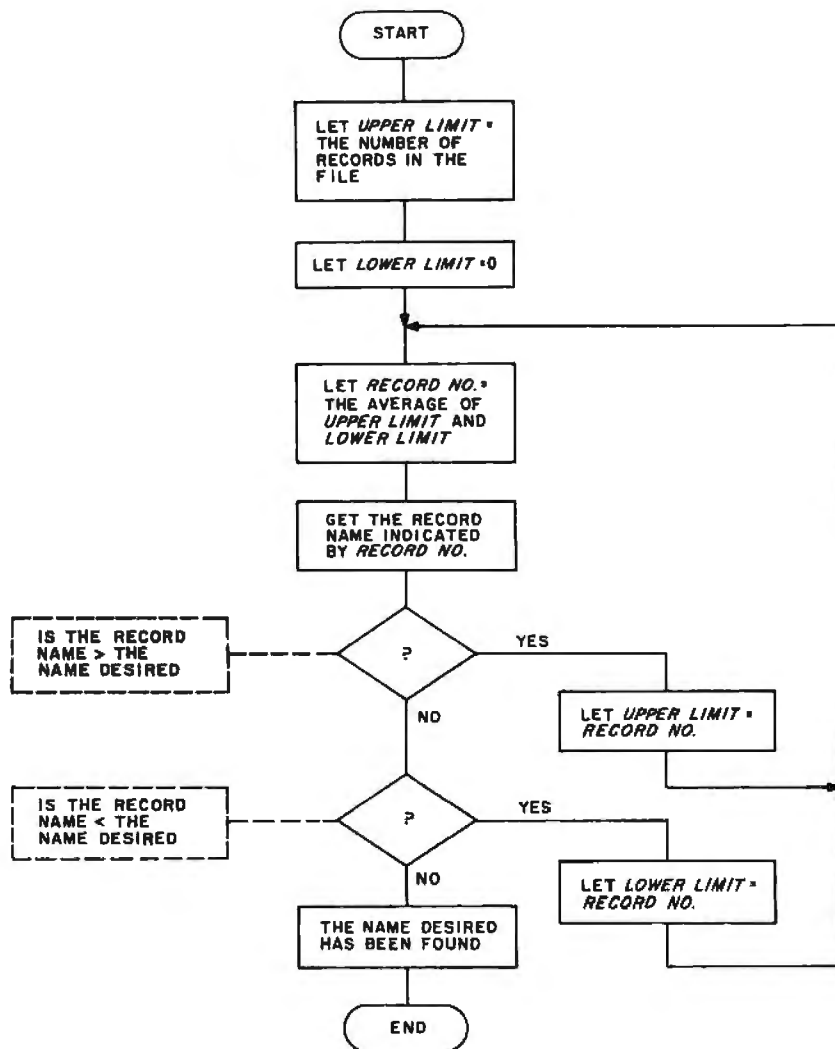 START
LET UPPER LIMIT =
THE NUMBER OF
RECORDS IN THE
FILE
LET LOWER LIMIT = 0
LET RECORD NO. =
THE AVERAGE OF
UPPER LIMIT AND
LOWER LIMIT
GET THE RECORD
NAME INDICATED
BY RECORD NO.
IS THE RECORD
NAME > THE
NAME DESIRED
?
YES
NO
LET UPPER LIMIT =
RECORD NO.
IS THE RECORD
NAME < THE
NAME DESIRED
?
YES
NO
LET LOWER LIMIT =
RECORD NO.
THE NAME DESIRED
HAS BEEN FOUND
END